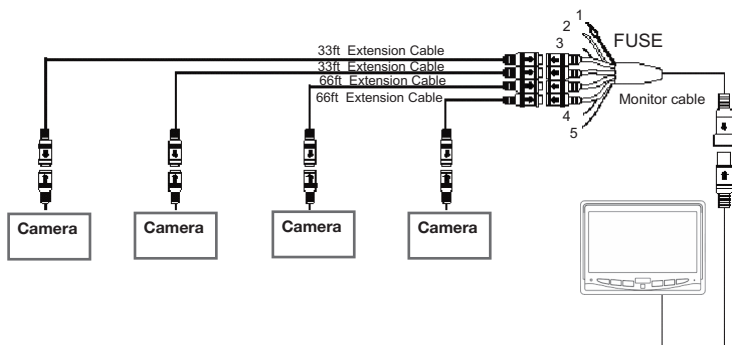 1
2
3
FUSE
33ft Extension Cable
33ft Extension Cable
66ft Extension Cable
66ft Extension Cable
Monitor cable
4
5
Camera
Camera
Camera
Camera